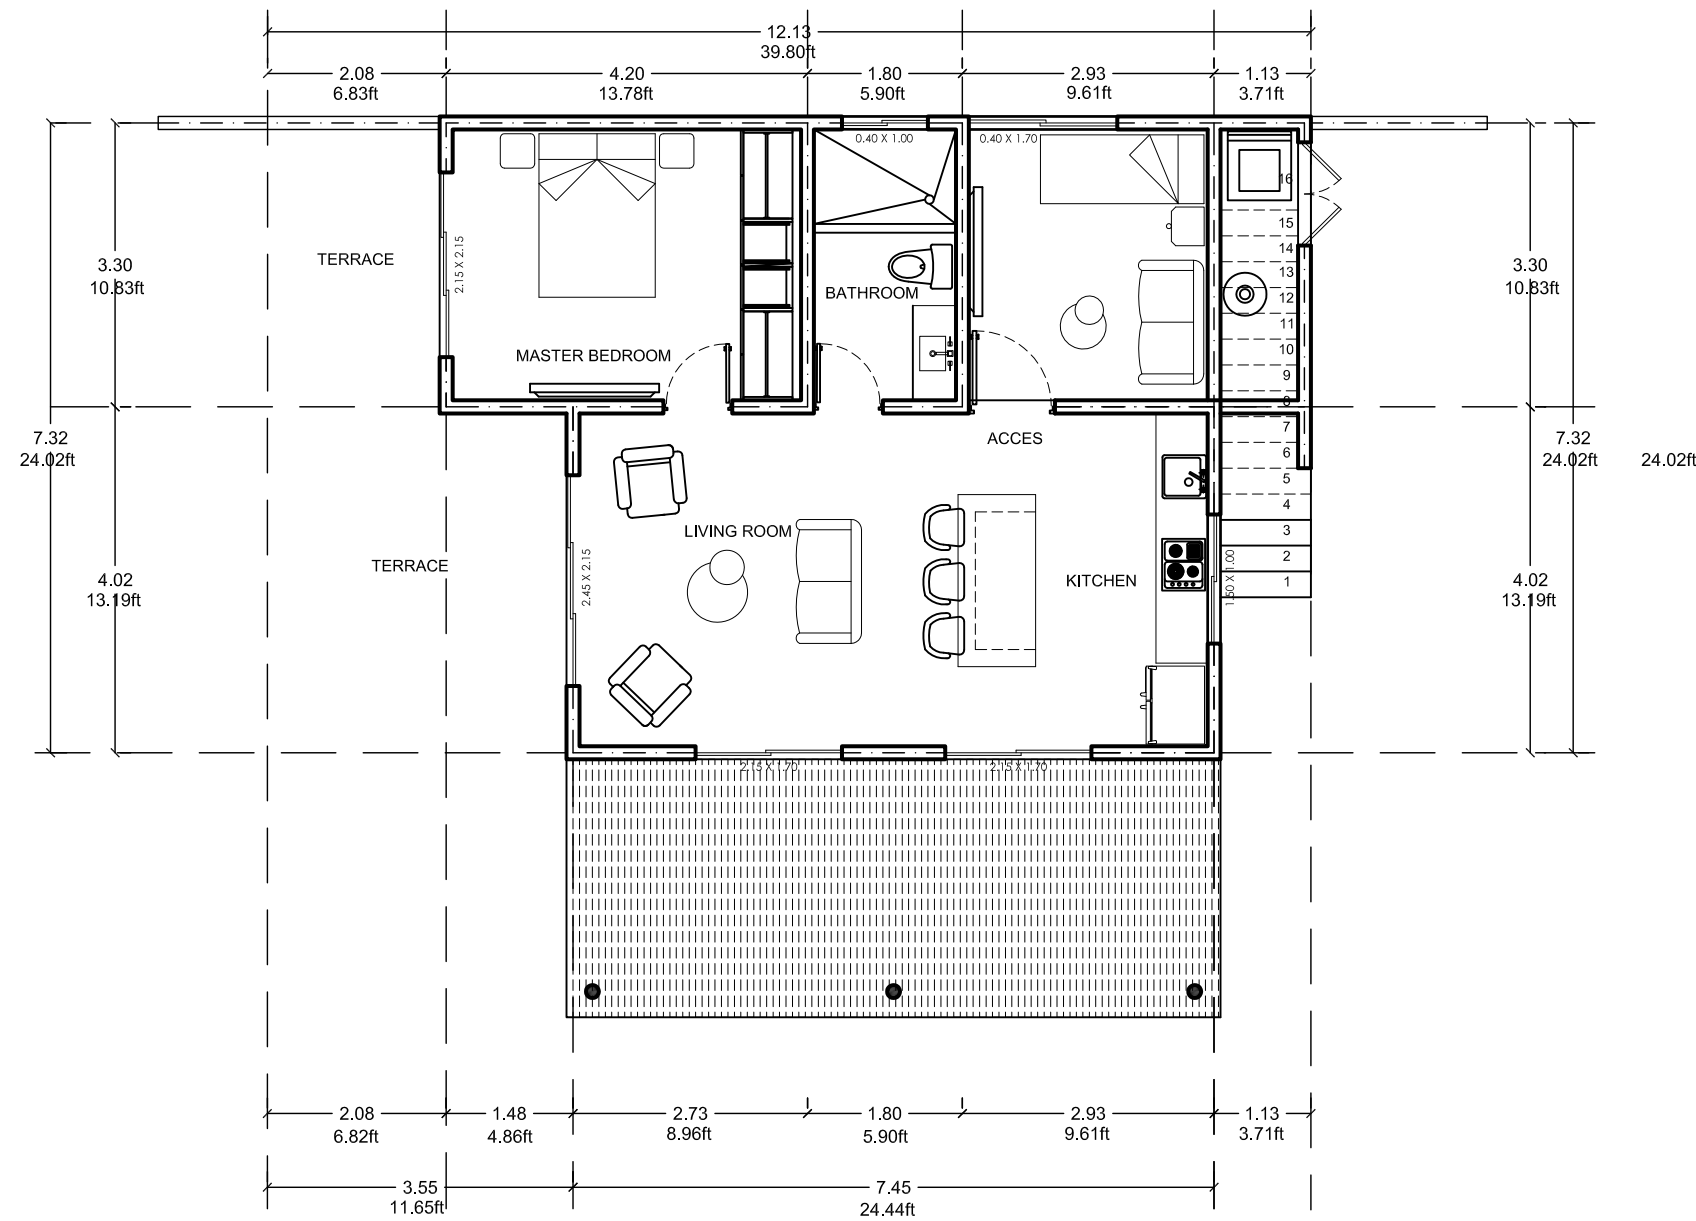 12.13
39.80ft
2.08
6.83ft
4.20
13.78ft
1.80
5.90ft
2.93
9.61ft
1.13
3.71ft
0.40 X 1.00
0.40 X 1.70
16
15
14
13
12
11
10
9
8
7
6
5
4
3
2
1
TERRACE
2.15 X 2.15
3.30
10.83ft
3.30
10.83ft
BATHROOM
MASTER BEDROOM
7.32
24.02ft
ACCES
7.32
24.02ft
24.02ft
LIVING ROOM
TERRACE
2.45 X 2.15
KITCHEN
1.50 X 1.00
4.02
13.19ft
4.02
13.19ft
2.15 X 1.70
2.15 X 1.70
2.08
6.82ft
1.48
4.86ft
2.73
8.96ft
1.80
5.90ft
2.93
9.61ft
1.13
3.71ft
3.55
11.65ft
7.45
24.44ft